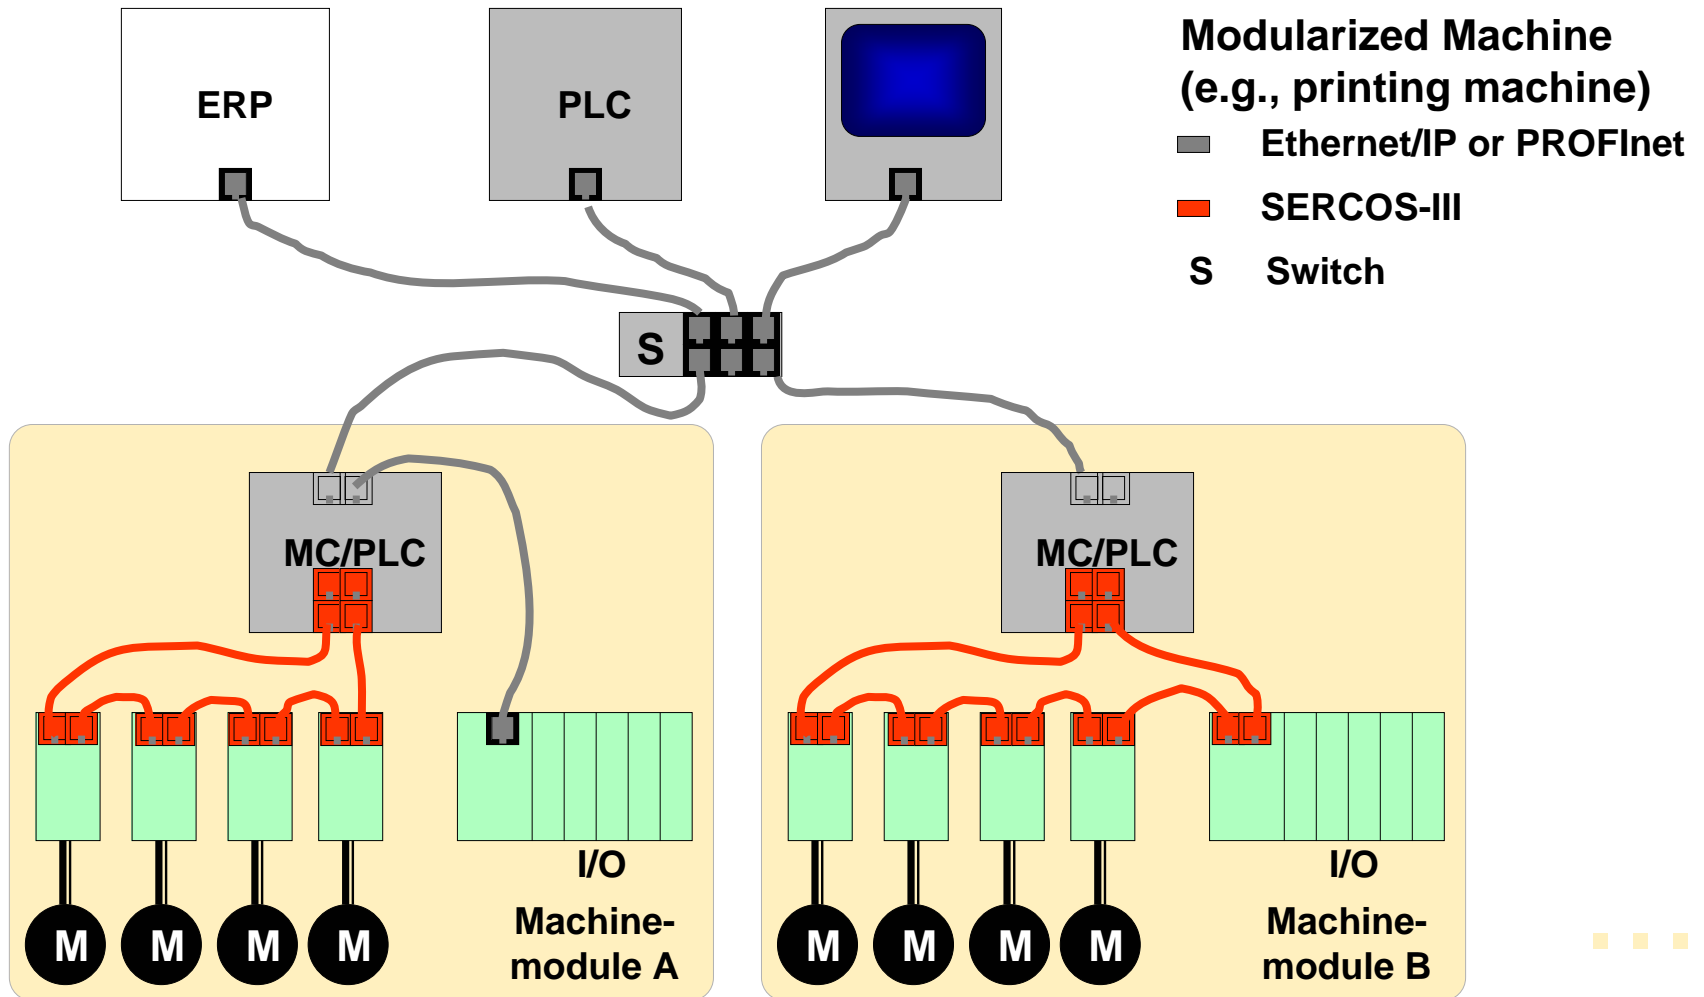 Modularized Machine
(e.g., printing machine)
Ethernet/IP or PROFInet
SERCOS-III
S Switch
ERP
PLC
S
MC/PLC
MC/PLC
I/O
I/O
Machine-
module A
Machine-
module B
M M M M
M M M M